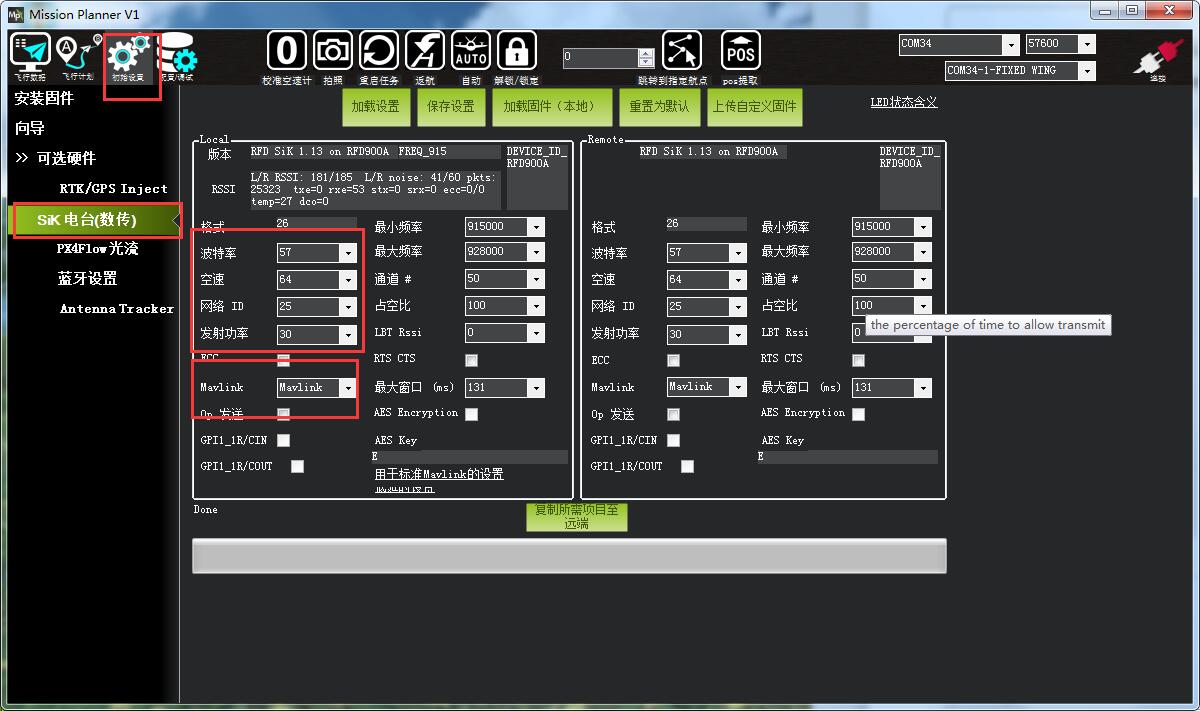 Mission Planner V1
飞行数据
飞行计划
初始设置
配置/调试
校准空速计
拍照
重启任务
返航
自动
解锁/锁定
0
跳转到指定航点
pos提取
COM34
57600
COM34-1-FIXED WING
连接
安装固件
向导
>> 可选硬件
RTK/GPS Inject
SiK 电台(数传)
PX4Flow 光流
蓝牙设置
Antenna Tracker
加载设置
保存设置
加载固件（本地）
重置为默认
上传自定义固件
LED状态含义
Local
版本
RFD SiK 1.13 on RFD900A
FREQ_915
DEVICE_ID_
RFD900A
RSSI
L/R RSSI: 181/185 L/R noise: 41/60 pkts:
25323 txe=0 rxe=53 stx=0 srx=0 ecc=0/0
temp=27 dco=0
格式
26
最小频率
915000
波特率
57
最大频率
928000
空速
64
通道 #
50
网络 ID
25
占空比
100
发射功率
30
LBT Rssi
0
ECC
RTS CTS
Mavlink
Mavlink
最大窗口 (ms)
131
Op 发送
AES Encryption
GPI1_1R/CIN
AES Key
E
GPI1_1R/COUT
用于标准Mavlink的设置
Remote
RFD SiK 1.13 on RFD900A
DEVICE_ID_
RFD900A
格式
26
最小频率
915000
波特率
57
最大频率
928000
空速
64
通道 #
50
网络 ID
25
占空比
100
the percentage of time to allow transmit
发射功率
30
LBT Rssi
0
ECC
RTS CTS
Mavlink
Mavlink
最大窗口 (ms)
131
Op 发送
AES Encryption
GPI1_1R/CIN
AES Key
E
GPI1_1R/COUT
Done
复制所需项目至
远端